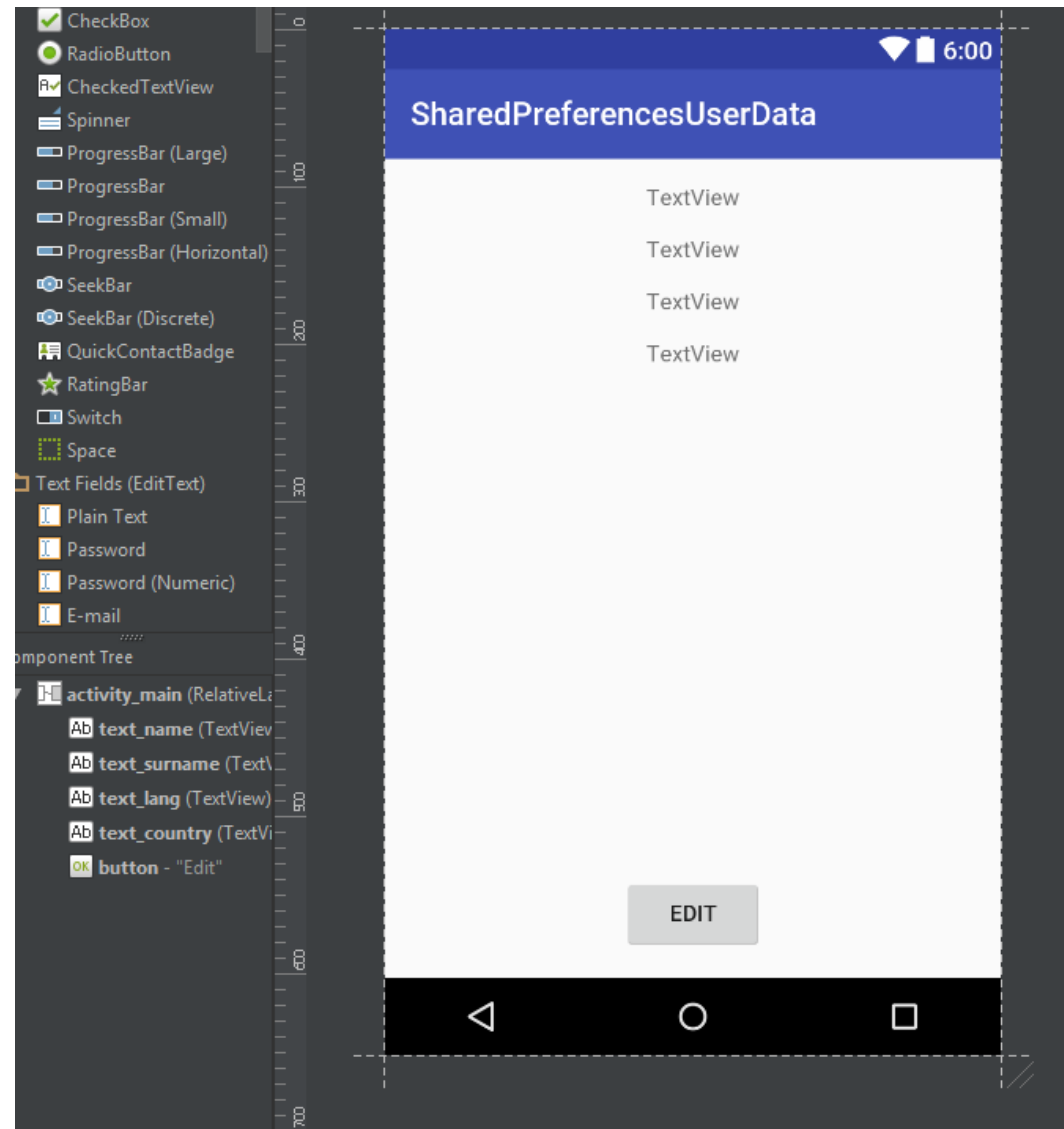 CheckBox
RadioButton
CheckedTextView
Spinner
ProgressBar (Large)
ProgressBar
ProgressBar (Small)
ProgressBar (Horizontal)
SeekBar
SeekBar (Discrete)
QuickContactBadge
RatingBar
Switch
Space
Text Fields (EditText)
Plain Text
Password
Password (Numeric)
E-mail
omponent Tree
activity_main (RelativeLa
text_name (TextView
text_surname (Text\
text_lang (TextView)
text_country (TextVi
button - "Edit"
0
100
200
300
400
500
600
700
6:00
SharedPreferencesUserData
TextView
TextView
TextView
TextView
EDIT